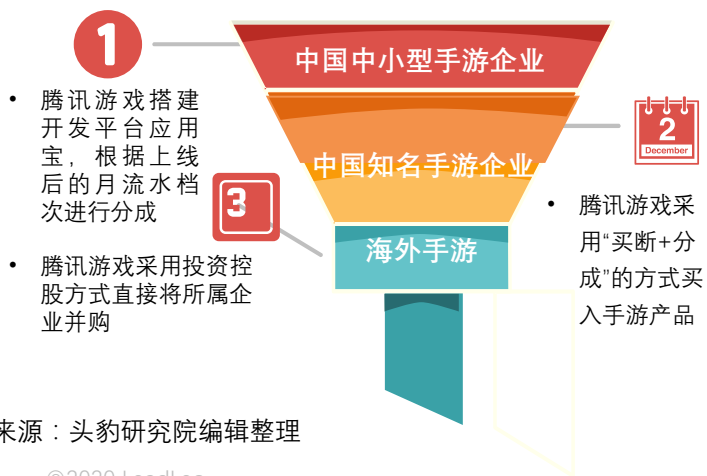 1
中国中小型手游企业
• 腾讯游戏搭建
开发平台应用
宝，根据上线
后的月流水档
次进行分成
2
December
中国知名手游企业
3
• 腾讯游戏采
用“买断+分
成”的方式买
入手游产品
海外手游
• 腾讯游戏采用投资控
股方式直接将所属企
业并购
来源：头豹研究院编辑整理